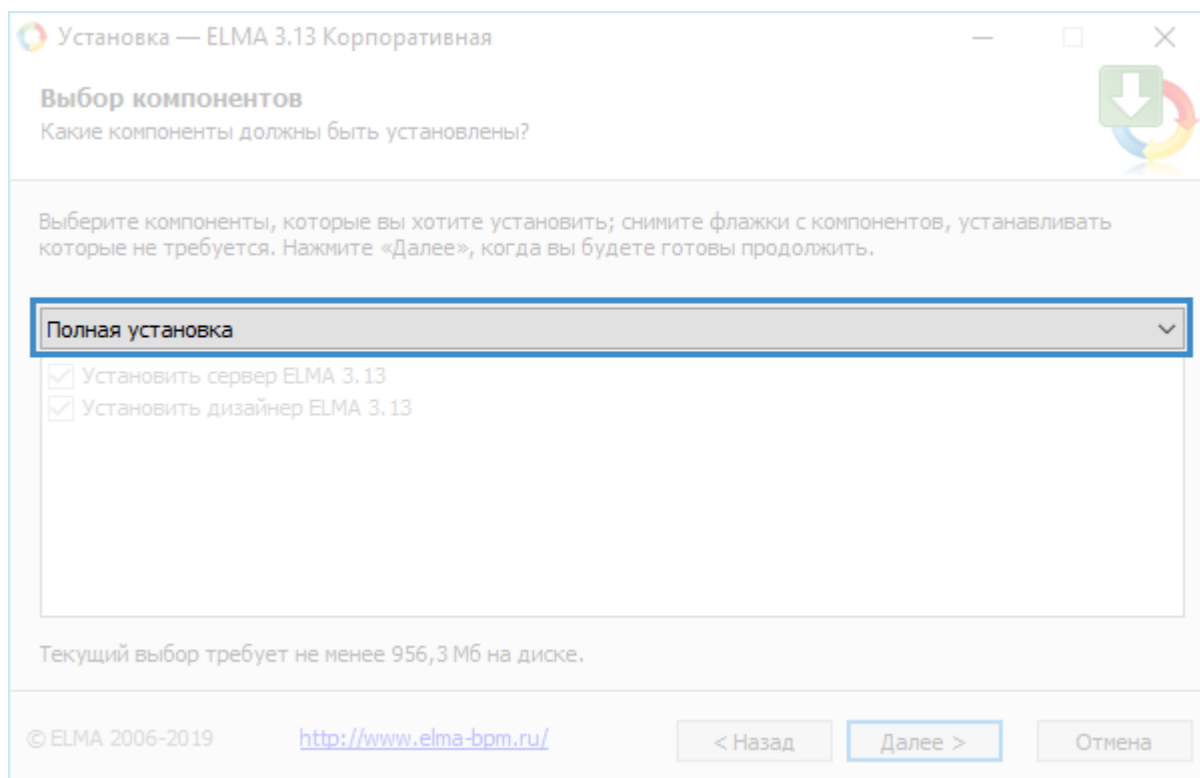 Установка — ELMA 3.13 Корпоративная
Выбор компонентов
Какие компоненты должны быть установлены?
Выберите компоненты, которые вы хотите установить; снимите флажки с компонентов, устанавливать
которые не требуется. Нажмите «Далее», когда вы будете готовы продолжить.
Полная установка
Установить сервер ELMA 3.13
Установить дизайнер ELMA 3.13
Текущий выбор требует не менее 956,3 Мб на диске.
© ELMA 2006-2019 http://www.elma-bpm.ru/ < Назад Далее > Отмена